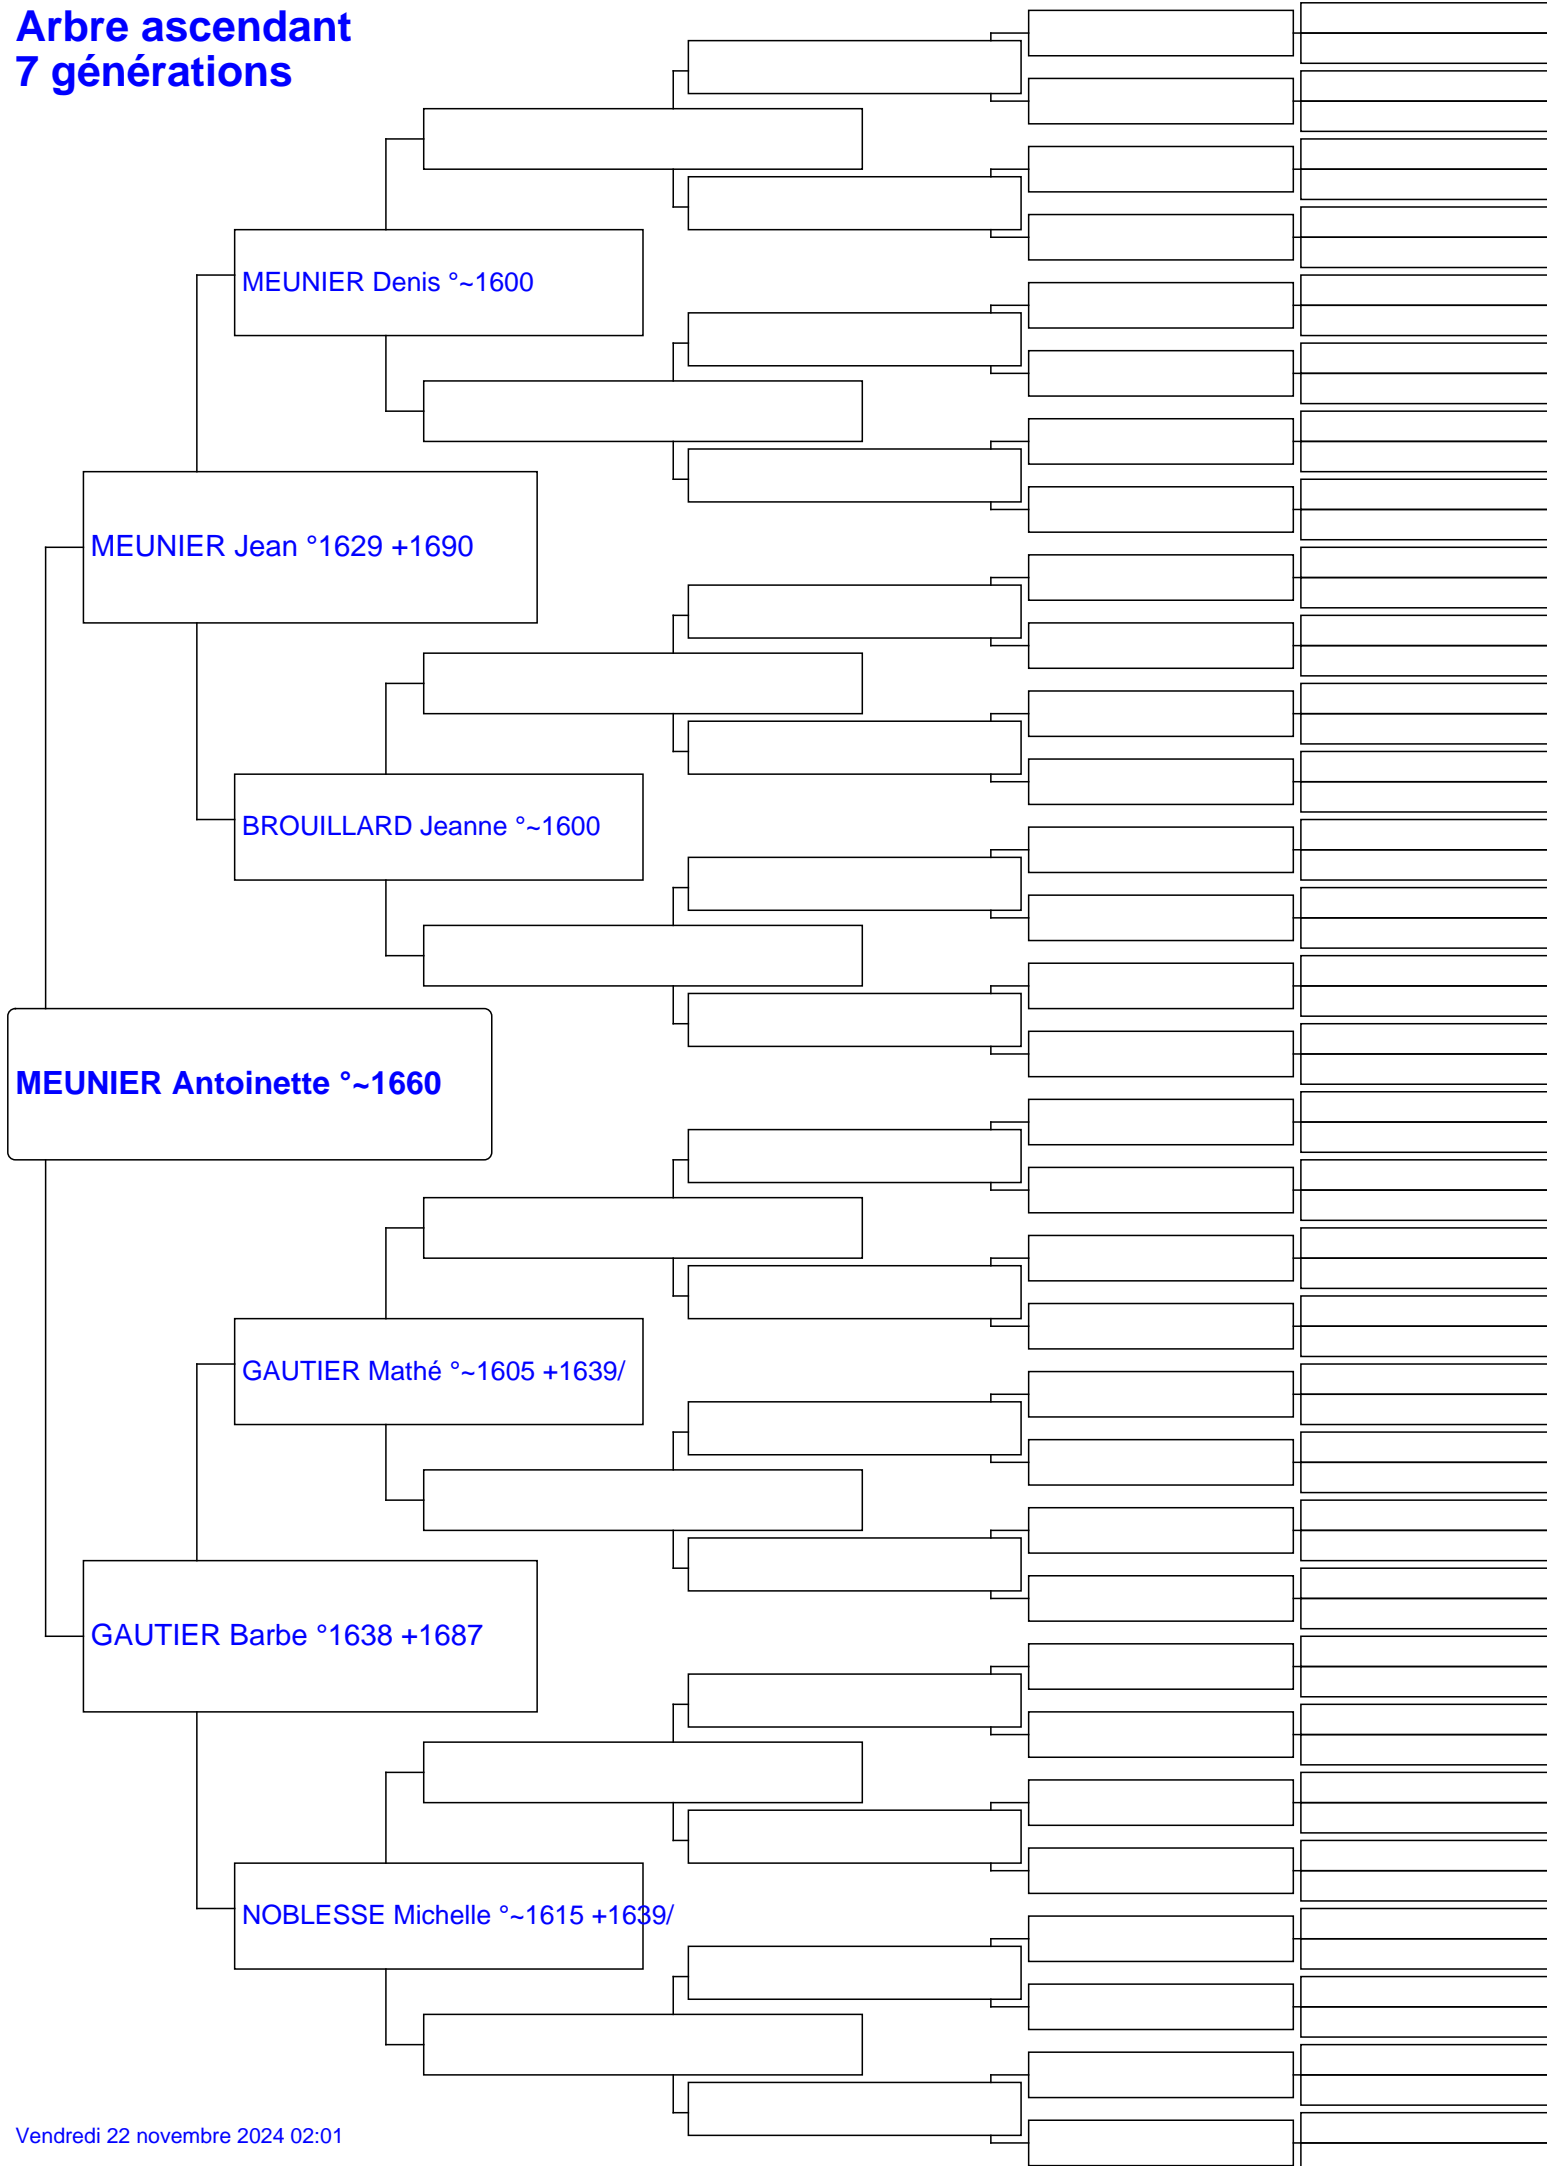 Arbre ascendant
7 générations
MEUNIER Denis °~1600
MEUNIER Jean °1629 +1690
BROUILLARD Jeanne °~1600
MEUNIER Antoinette °~1660
GAUTIER Mathé °~1605 +1639/
GAUTIER Barbe °1638 +1687
NOBLESSE Michelle °~1615 +1639/
Vendredi 22 novembre 2024 02:01